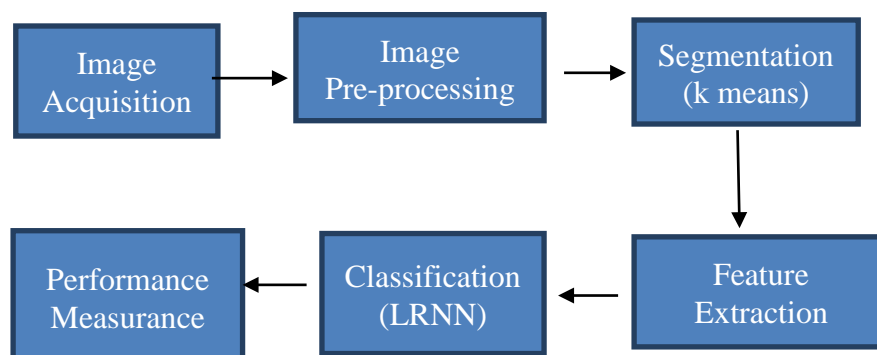 Image
Acquisition
Image
Pre-processing
Segmentation
(k means)
Feature
Extraction
Classification
(LRNN)
Performance
Measurance